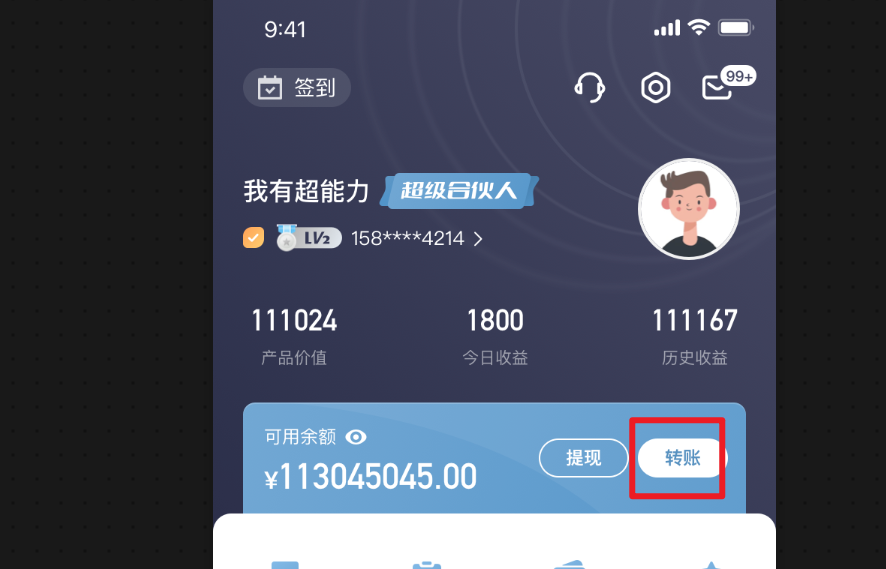 9:41
签到
99+
我有超能力 超级合伙人
LV2 158****4214
111024 1800 111167
产品价值 今日收益 历史收益
可用余额
¥113045045.00
提现 转账